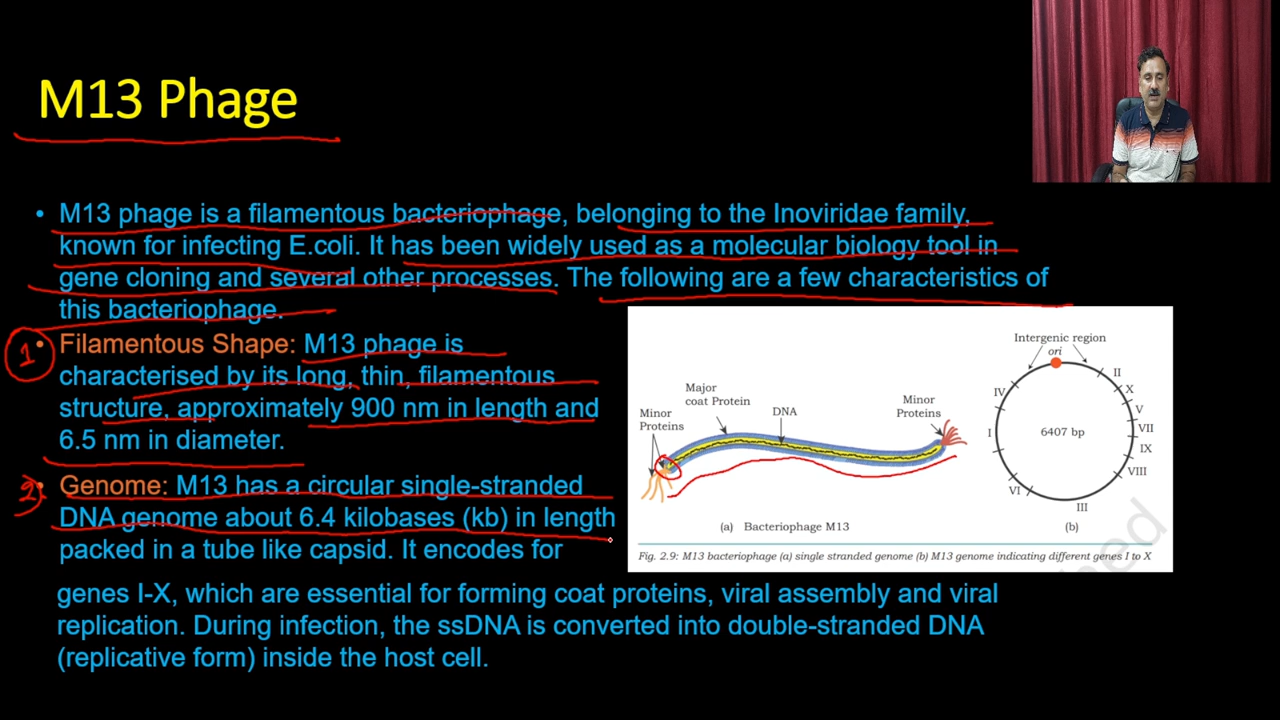 M13 Phage
• M13 phage is a filamentous bacteriophage, belonging to the Inoviridae family,
known for infecting E.coli. It has been widely used as a molecular biology tool in
gene cloning and several other processes. The following are a few characteristics of
this bacteriophage.
1
• Filamentous Shape: M13 phage is
characterised by its long, thin, filamentous
structure, approximately 900 nm in length and
6.5 nm in diameter.
2
• Genome: M13 has a circular single-stranded
DNA genome about 6.4 kilobases (kb) in length
packed in a tube like capsid. It encodes for
genes I-X, which are essential for forming coat proteins, viral assembly and viral
replication. During infection, the ssDNA is converted into double-stranded DNA
(replicative form) inside the host cell.
Minor
Proteins
Major
coat Protein
DNA
Minor
Proteins
(a) Bacteriophage M13
Intergenic region
ori
II
X
V
VII
IX
VIII
III
VI
I
IV
6407 bp
(b)
Fig. 2.9: M13 bacteriophage (a) single stranded genome (b) M13 genome indicating different genes I to X